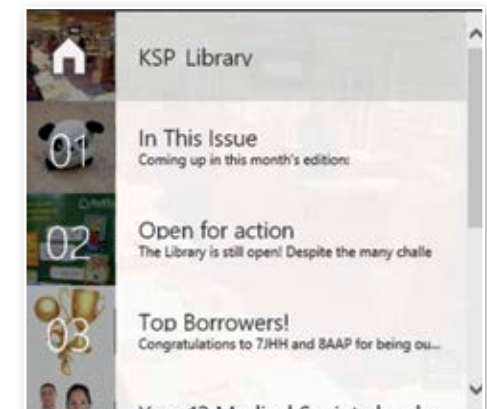 KSP Library
01
In This Issue
Coming up in this month's edition:
02
Open for action
The Library is still open! Despite the many challe
03
Top Borrowers!
Congratulations to 7JHH and 8AAP for being ou...